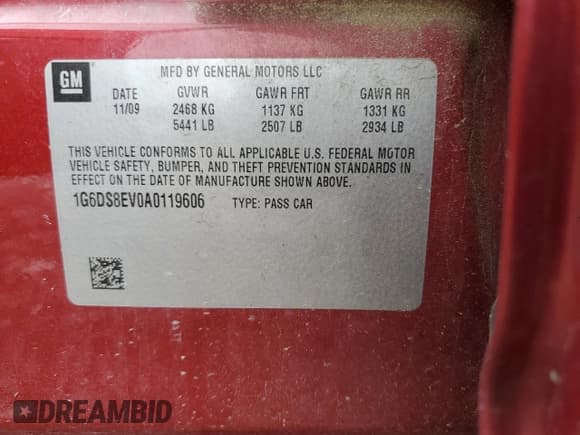 GM
MFD BY GENERAL MOTORS LLC
DATE GVWR GAWR FRT GAWR RR
11/09 2468 KG 1137 KG 1331 KG
5441 LB 2507 LB 2934 LB
THIS VEHICLE CONFORMS TO ALL APPLICABLE U.S. FEDERAL MOTOR
VEHICLE SAFETY, BUMPER, AND THEFT PREVENTION STANDARDS IN
EFFECT ON THE DATE OF MANUFACTURE SHOWN ABOVE.
1G6DS8EV0A0119606 TYPE: PASS CAR
DREAMBID